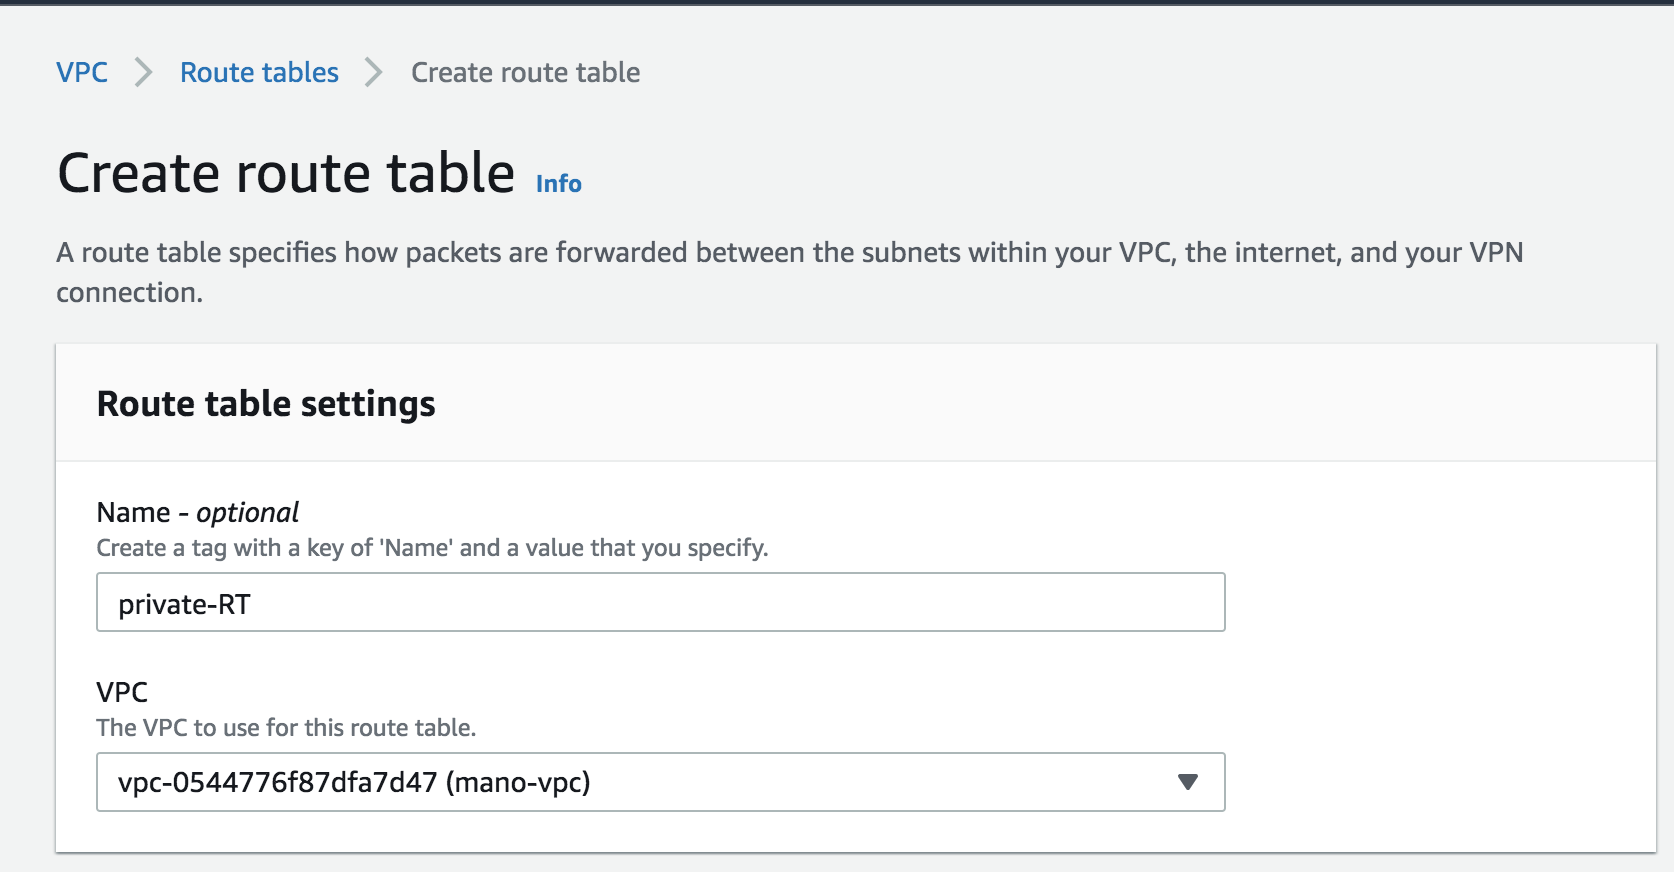 VPC > Route tables > Create route table
Create route table Info
A route table specifies how packets are forwarded between the subnets within your VPC, the internet, and your VPN
connection.
Route table settings
Name - optional
Create a tag with a key of 'Name' and a value that you specify.
private-RT
VPC
The VPC to use for this route table.
vpc-0544776f87dfa7d47 (mano-vpc)